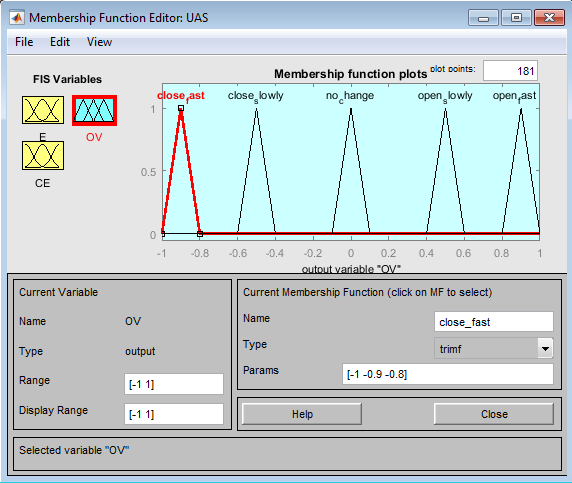 Membership Function Editor: UAS
File Edit View
FIS Variables
E
OV
CE
Membership function plots
plot points:
181
close_fast
close_slowly
no_change
open_slowly
open_fast
1
0.5
0
-1 -0.8 -0.6 -0.4 -0.2 0 0.2 0.4 0.6 0.8 1
output variable "OV"
Current Variable
Name OV
Type output
Range [-1 1]
Display Range [-1 1]
Current Membership Function (click on MF to select)
Name close_fast
Type trimf
Params [-1 -0.9 -0.8]
Help Close
Selected variable "OV"